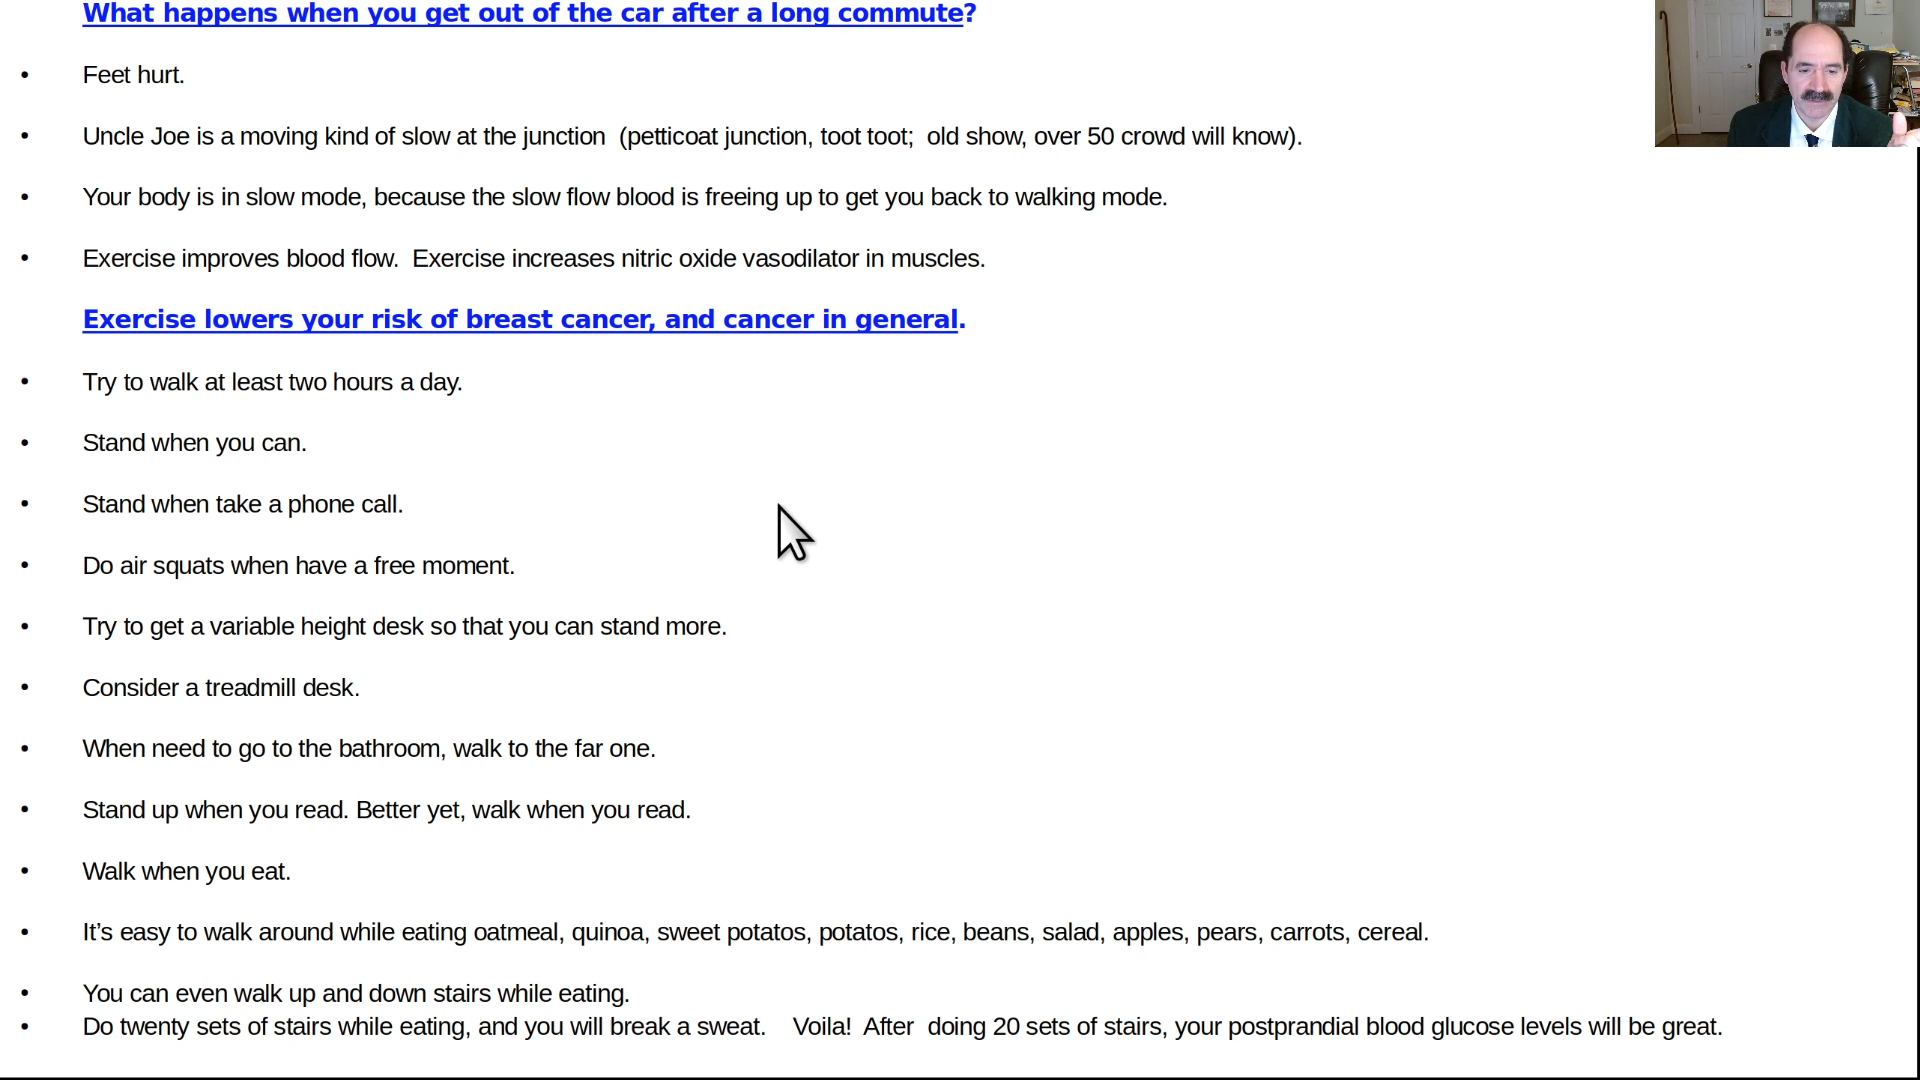 What happens when you get out of the car after a long commute?
• Feet hurt.
• Uncle Joe is a moving kind of slow at the junction  (petticoat junction, toot toot;  old show, over 50 crowd will know).
• Your body is in slow mode, because the slow flow blood is freeing up to get you back to walking mode.
• Exercise improves blood flow.  Exercise increases nitric oxide vasodilator in muscles.
Exercise lowers your risk of breast cancer, and cancer in general.
• Try to walk at least two hours a day.
• Stand when you can.
• Stand when take a phone call.
• Do air squats when have a free moment.
• Try to get a variable height desk so that you can stand more.
• Consider a treadmill desk.
• When need to go to the bathroom, walk to the far one.
• Stand up when you read. Better yet, walk when you read.
• Walk when you eat.
• It’s easy to walk around while eating oatmeal, quinoa, sweet potatos, potatos, rice, beans, salad, apples, pears, carrots, cereal.
• You can even walk up and down stairs while eating.
• Do twenty sets of stairs while eating, and you will break a sweat.    Voila!  After  doing 20 sets of stairs, your postprandial blood glucose levels will be great.